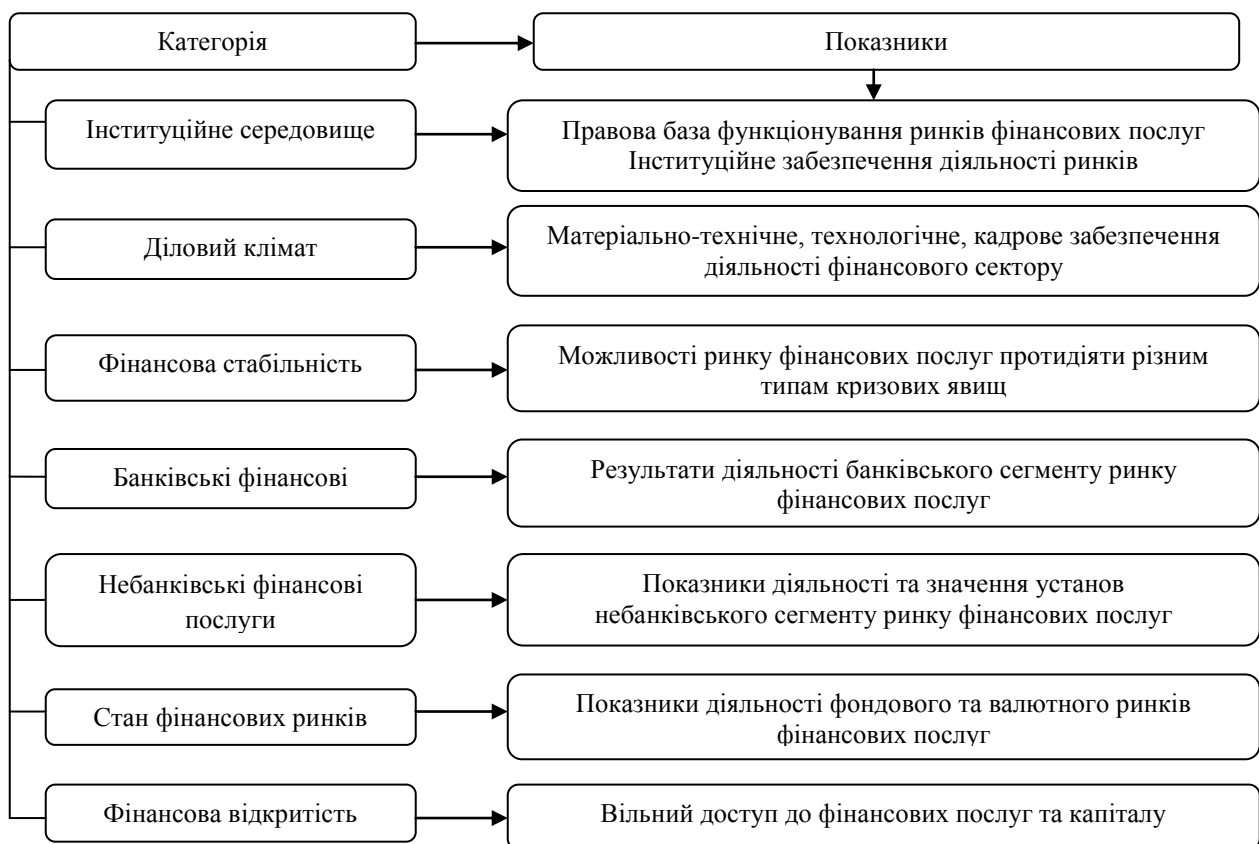 Категорія
Показники
Інституційне середовище
Правова база функціонування ринків фінансових послуг
Інституційне забезпечення діяльності ринків
Діловий клімат
Матеріально-технічне, технологічне, кадрове забезпечення
діяльності фінансового сектору
Фінансова стабільність
Можливості ринку фінансових послуг протидіяти різним
типам кризових явищ
Банківські фінансові
Результати діяльності банківського сегменту ринку
фінансових послуг
Небанківські фінансові
послуги
Показники діяльності та значення установ
небанківського сегменту ринку фінансових послуг
Стан фінансових ринків
Показники діяльності фондового та валютного ринків
фінансових послуг
Фінансова відкритість
Вільний доступ до фінансових послуг та капіталу